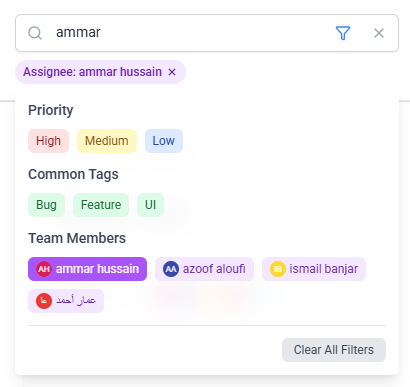 ammar
Assignee: ammar hussain ×
Priority
High Medium Low
Common Tags
Bug Feature UI
Team Members
AH ammar hussain AA azoof aloufi IB ismail banjar
عا عمار أحمد
Clear All Filters